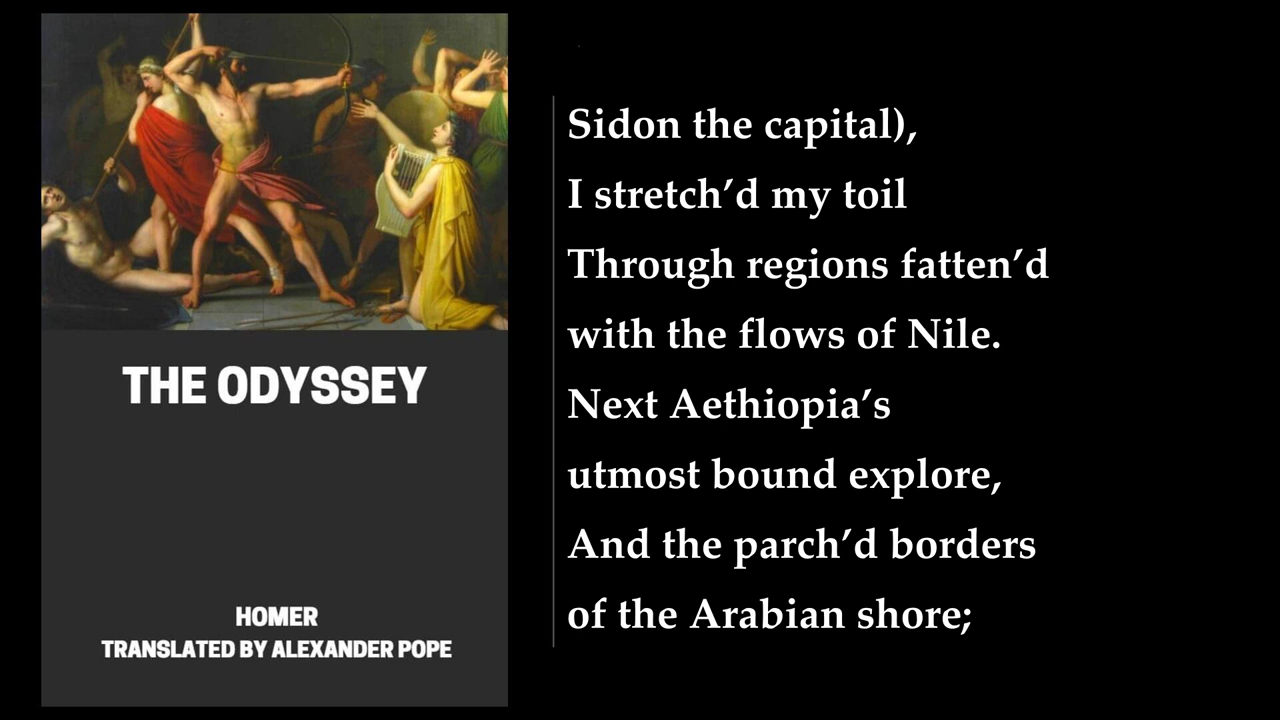 THE ODYSSEY
HOMER
TRANSLATED BY ALEXANDER POPE
Sidon the capital),
I stretch’d my toil
Through regions fatten’d
with the flows of Nile.
Next Aethiopia’s
utmost bound explore,
And the parch’d borders
of the Arabian shore;